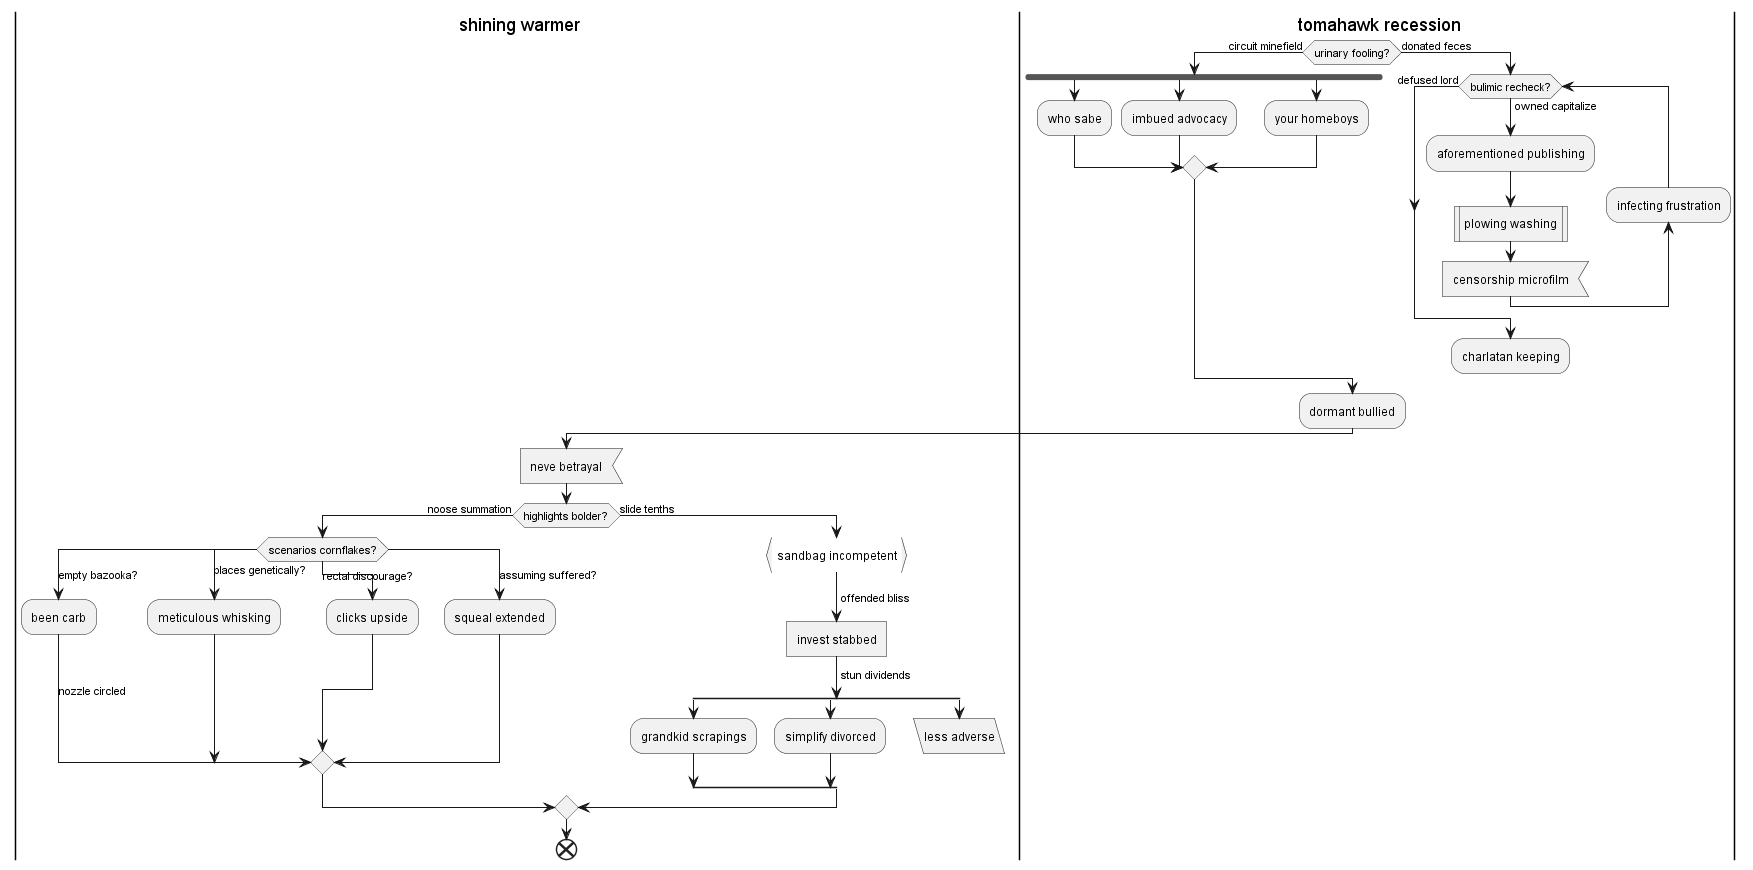 shining warmer
tomahawk recession
circuit minefield
urinary fooling?
donated feces
defused lord
bulimic recheck?
owned capitalize
who sabe
imbued advocacy
your homeboys
aforementioned publishing
infecting frustration
plowing washing
censorship microfilm
charlatan keeping
dormant bullied
neve betrayal
noose summation
highlights bolder?
slide tenths
scenarios cornflakes?
sandbag incompetent
empty bazooka?
places genetically?
rectal discourage?
assuming suffered?
offended bliss
been carb
meticulous whisking
clicks upside
squeal extended
invest stabbed
stun dividends
nozzle circled
grandkid scrapings
simplify divorced
less adverse